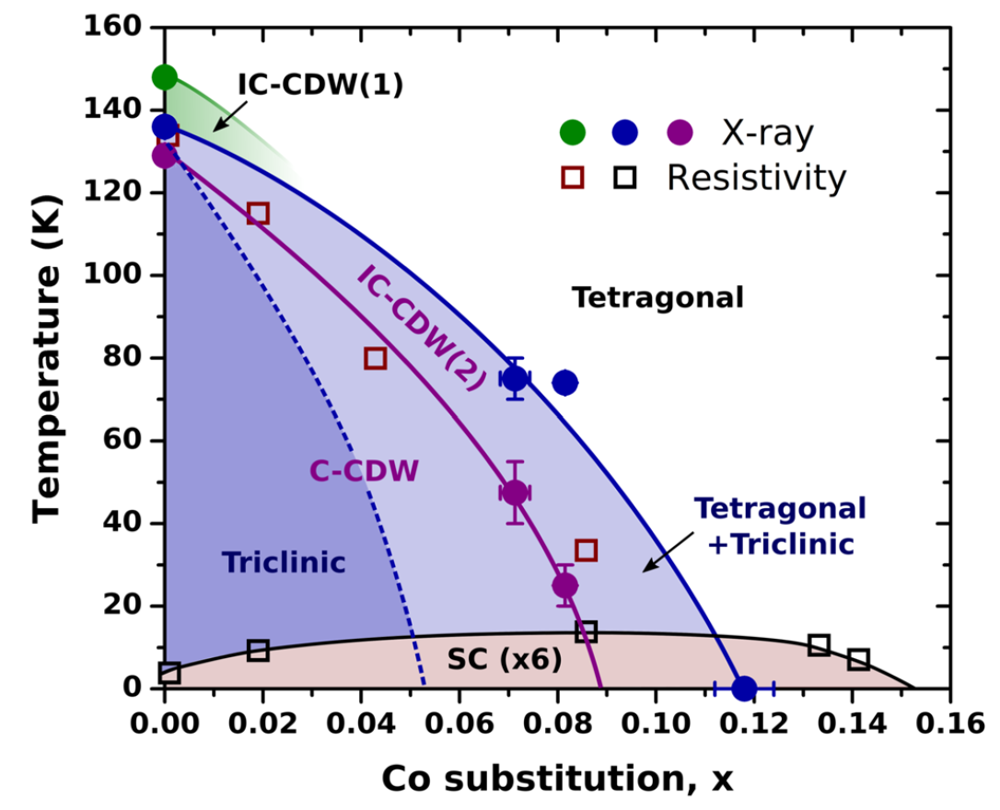 160
140
120
100
80
60
40
20
0
Temperature (K)
IC-CDW(1)
X-ray
Resistivity
Tetragonal
IC-CDW(2)
C-CDW
Tetragonal
+Triclinic
Triclinic
SC (x6)
0.00 0.02 0.04 0.06 0.08 0.10 0.12 0.14 0.16
Co substitution, x